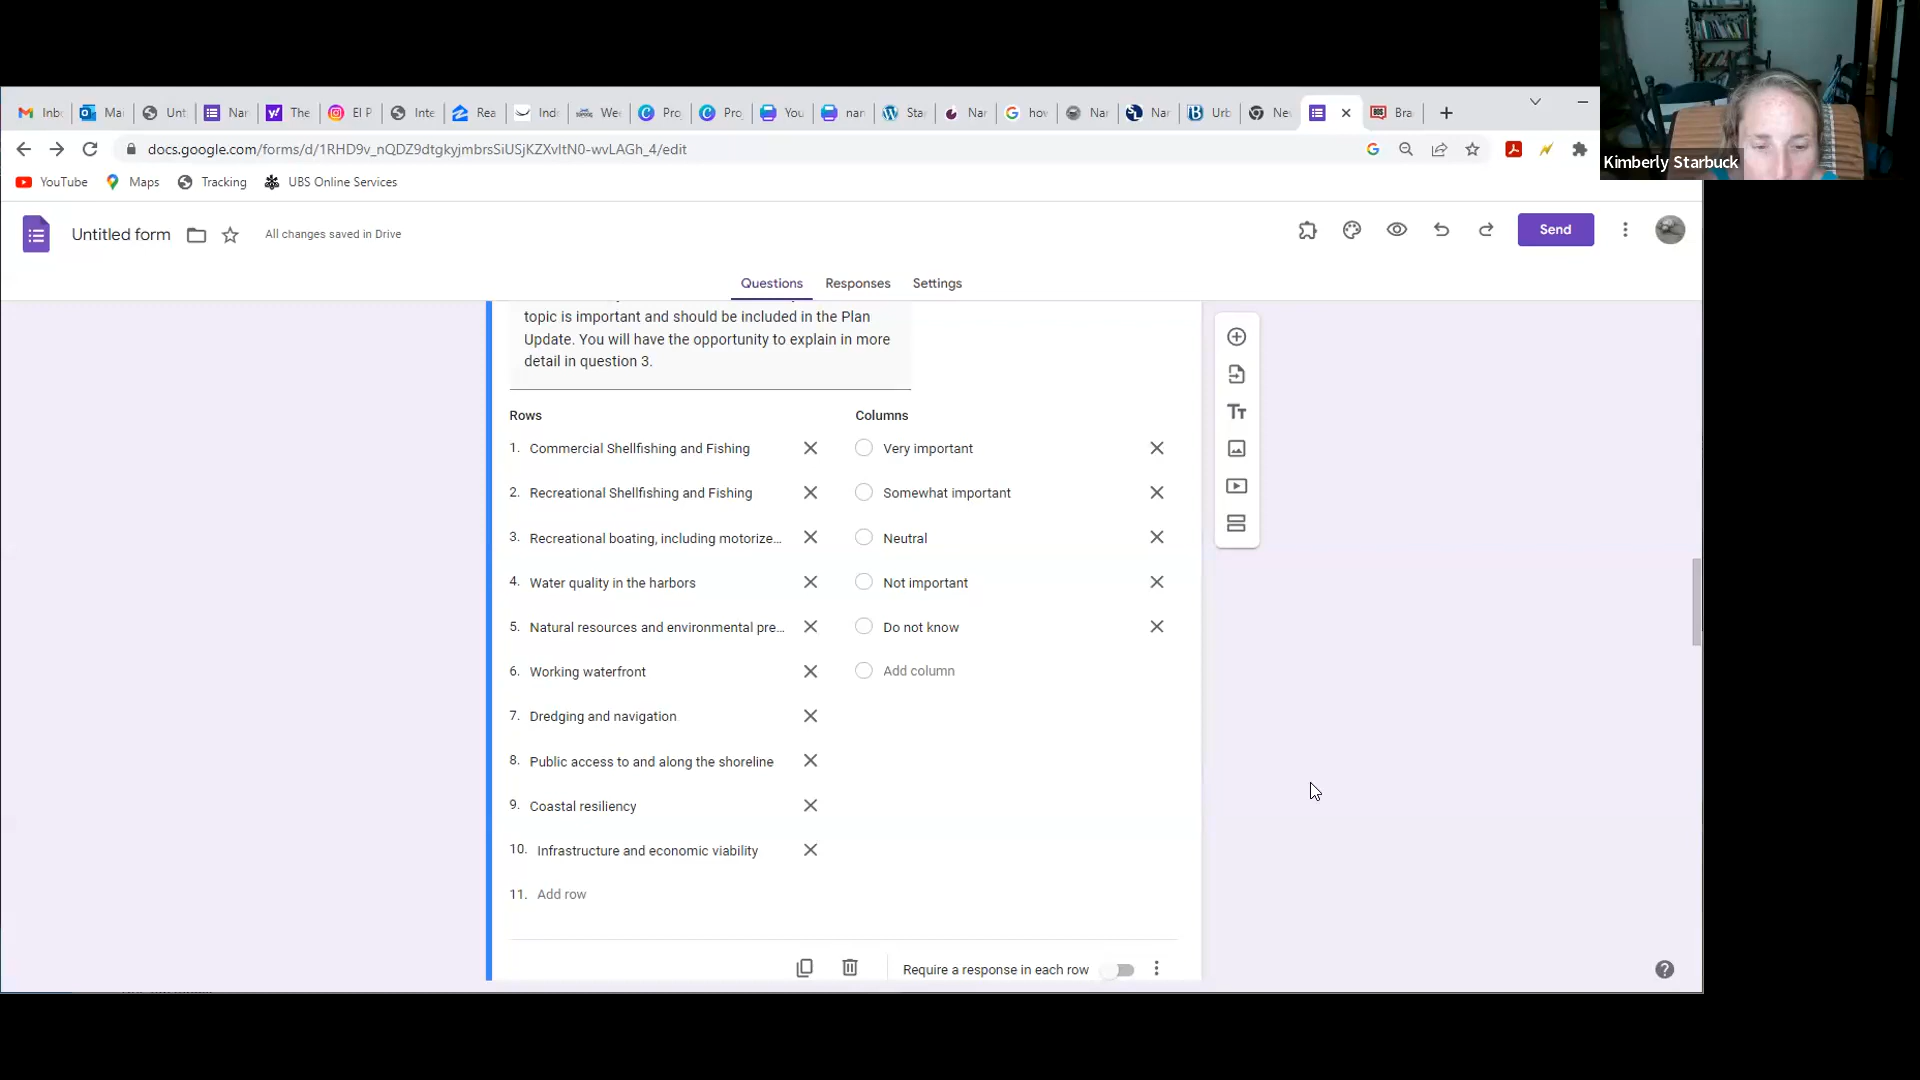 Inb
Ma
Unt
Nar
The
El P
Inte
Rea
Ind
We
Pro
Pro
You
nan
Sta
Nar
hov
Nar
Nar
Urb
Ne
Bra
docs.google.com/forms/d/1RHD9v_nQDZ9dtgkyjmbrsSiUSjKZXvItN0-wvLAGh_4/edit
Kimberly Starbuck
YouTube
Maps
Tracking
UBS Online Services
Untitled form
All changes saved in Drive
Send
Questions
Responses
Settings
topic is important and should be included in the Plan
Update. You will have the opportunity to explain in more
detail in question 3.
Rows
Columns
1. Commercial Shellfishing and Fishing
Very important
2. Recreational Shellfishing and Fishing
Somewhat important
3. Recreational boating, including motorize...
Neutral
4. Water quality in the harbors
Not important
5. Natural resources and environmental pre...
Do not know
6. Working waterfront
Add column
7. Dredging and navigation
8. Public access to and along the shoreline
9. Coastal resiliency
10. Infrastructure and economic viability
11. Add row
Require a response in each row